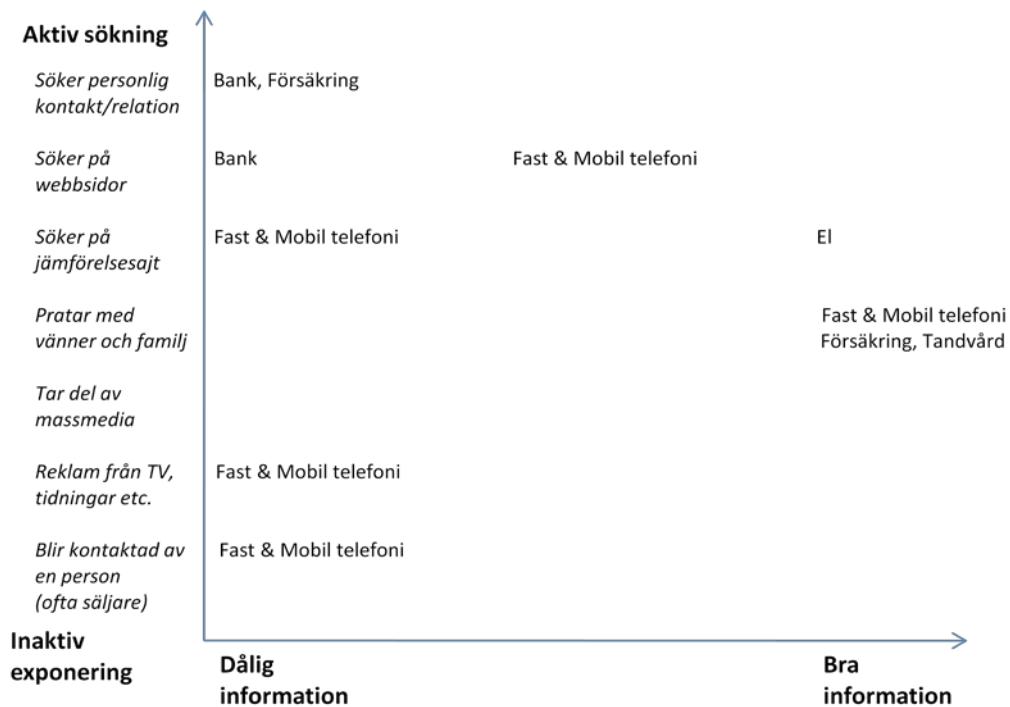 Aktiv sökning
Söker personlig
kontakt/relation
Bank, Försäkring
Söker på
webbsidor
Bank
Fast & Mobil telefoni
Söker på
jämförelsesajt
Fast & Mobil telefoni
El
Pratar med
vänner och familj
Fast & Mobil telefoni
Försäkring, Tandvård
Tar del av
massmedia
Reklam från TV,
tidningar etc.
Fast & Mobil telefoni
Blir kontaktad av
en person
(ofta säljare)
Fast & Mobil telefoni
Inaktiv
exponering
Dålig
information
Bra
information